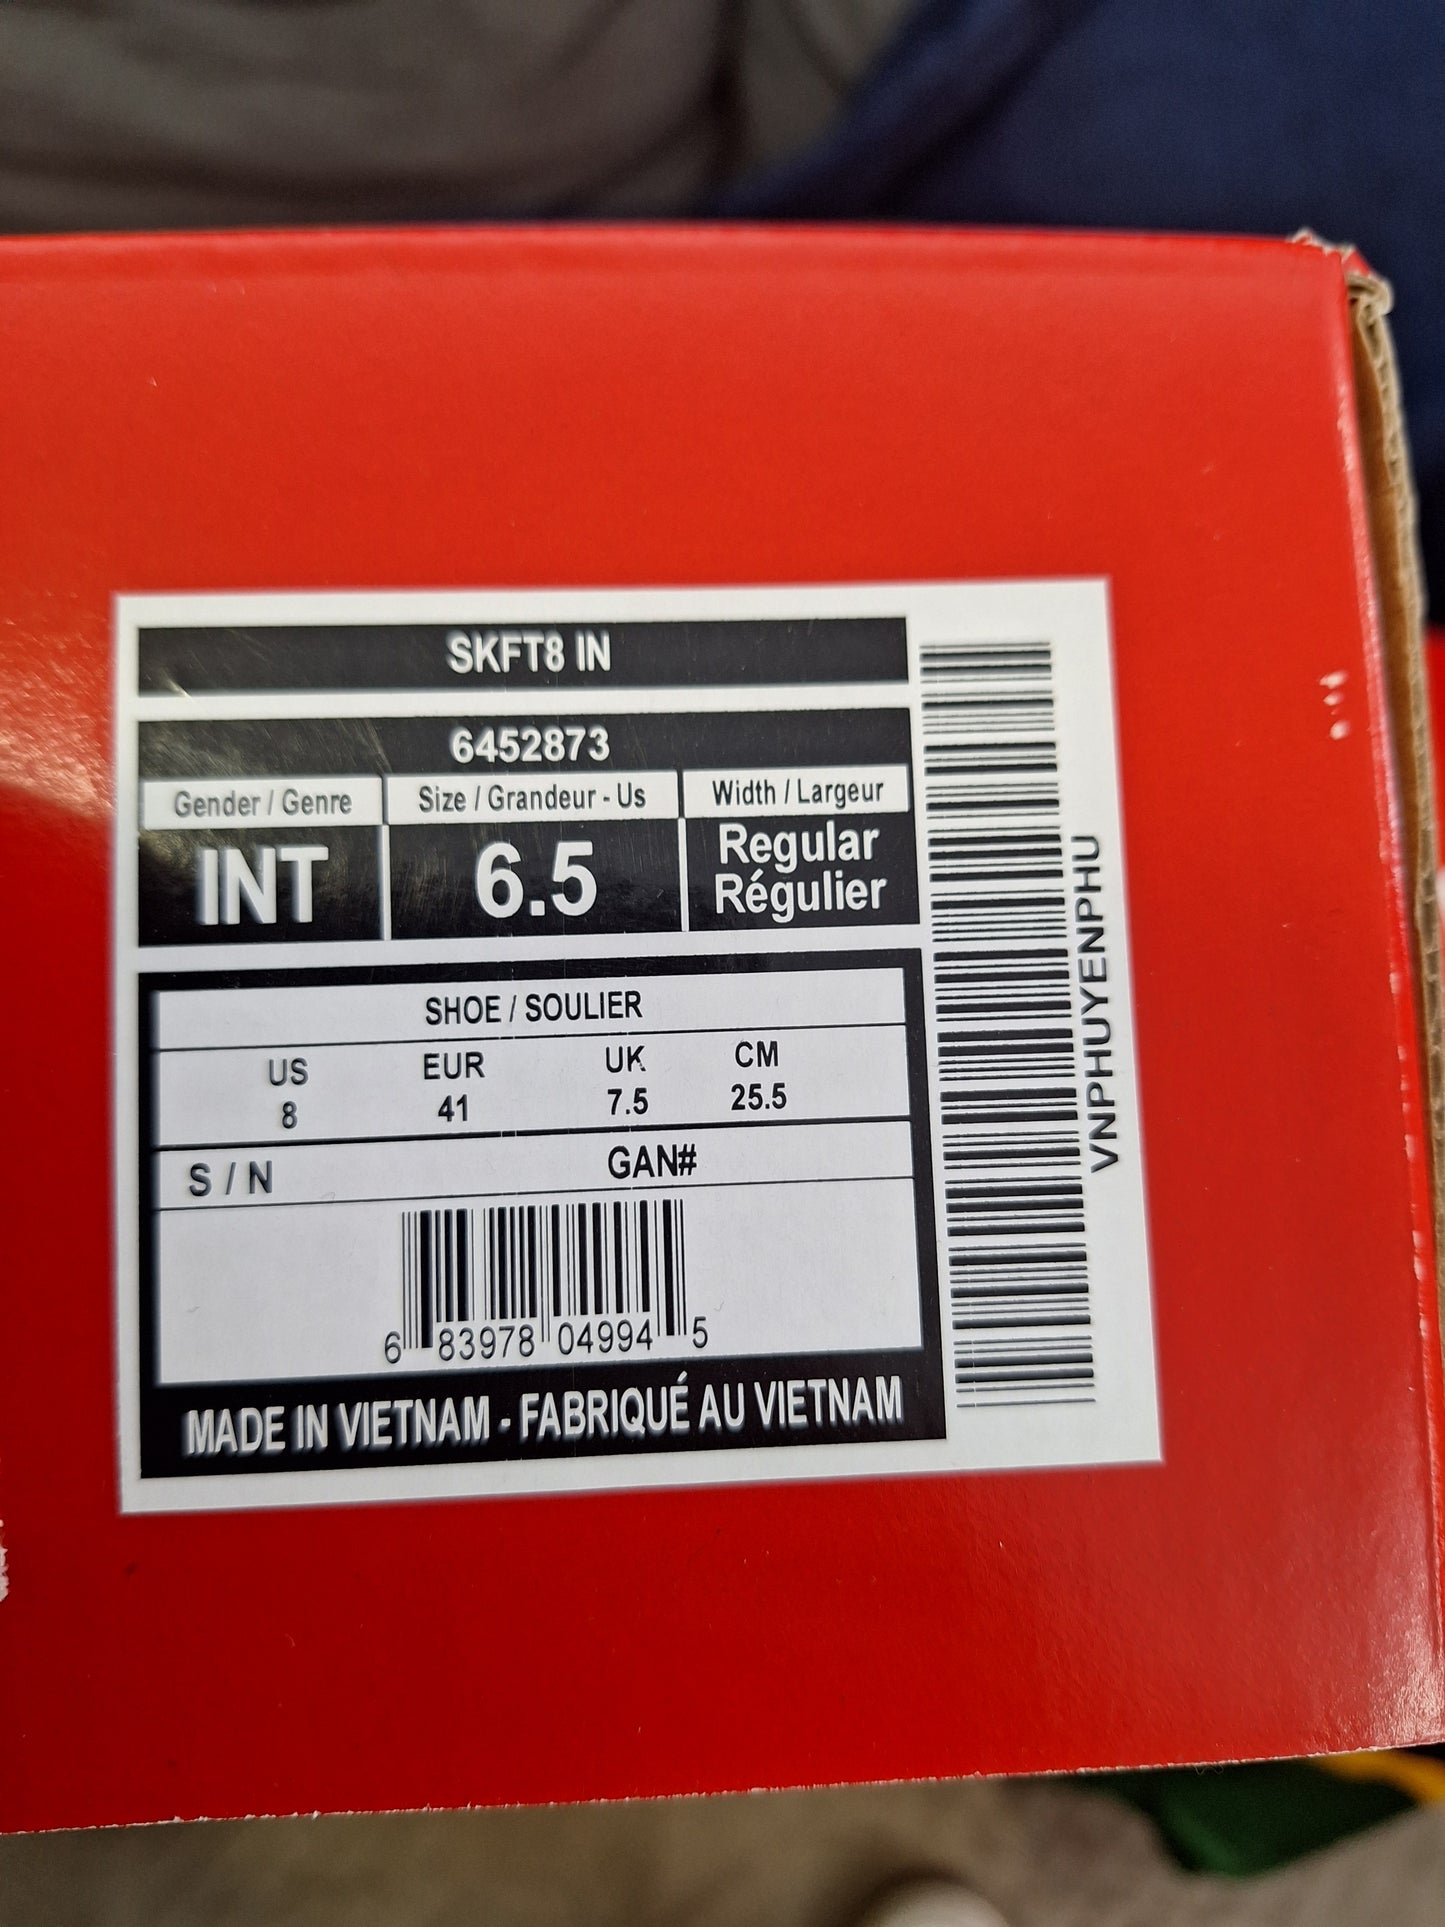 SKFT8 IN
6452873
Gender / Genre
Size / Grandeur - Us
Width / Largeur
INT
6.5
Regular
Régulier
SHOE / SOULIER
US
EUR
UK
CM
8
41
7.5
25.5
S / N
GAN#
6 83978 04994 5
MADE IN VIETNAM - FABRIQUÉ AU VIETNAM
VNPHUYENPHU